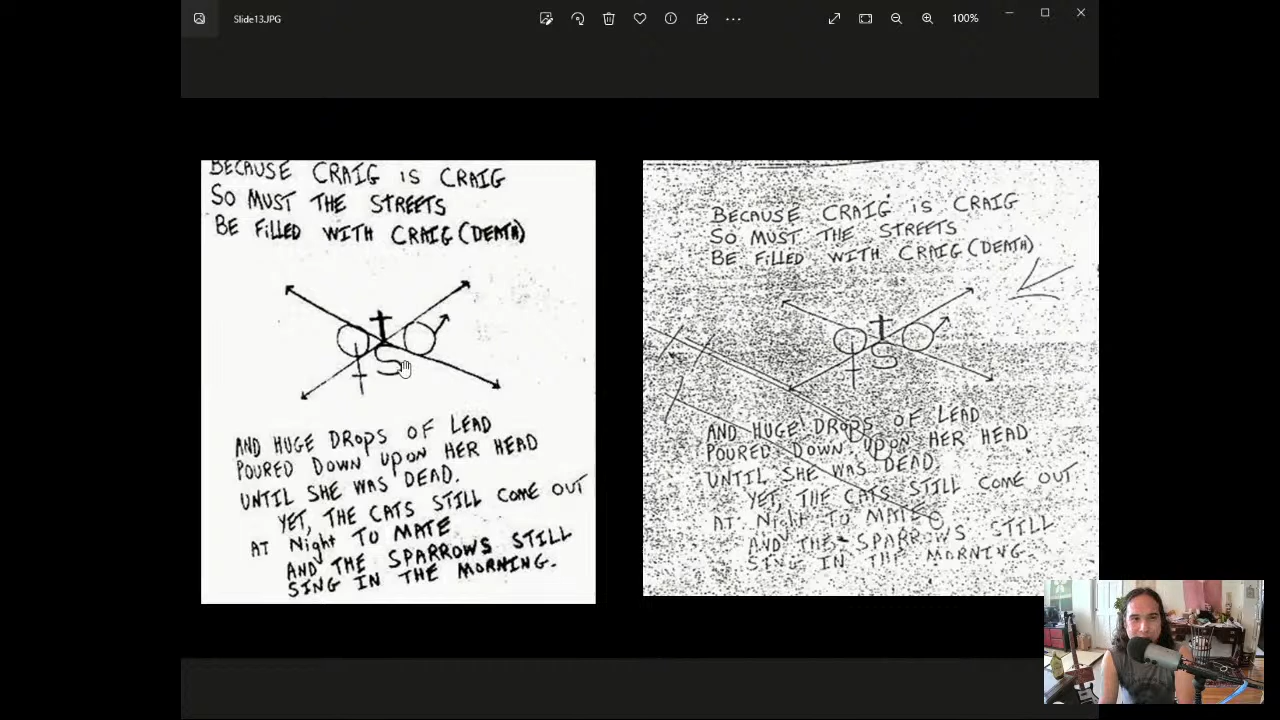 Slide13.JPG
100%
BECAUSE CRAIG iS CRAIG
SO MUST THE STREETS
BE FiLLED WITH CRAIG (DEATH)
t
S
AND HUGE DROPS OF LEAD
POURED DOWN UPON HER HEAD
UNTIL SHE WAS DEAD.
YET, THE CATS STILL COME OUT
AT Night TO MATE
AND THE SPARROWS STILL
SING IN THE MORNING.
BECAUSE CRAIG iS CRAIG
SO MUST THE STREETS
BE FiLLED WITH CRAIG (DEATH)
t
S
AND HUGE DROPS OF LEAD
POURED DOWN UPON HER HEAD
UNTIL SHE WAS DEAD.
YET, THE CATS STILL COME OUT
AT Night TO MATE
AND THE SPARROWS STILL
SING IN THE MORNING.